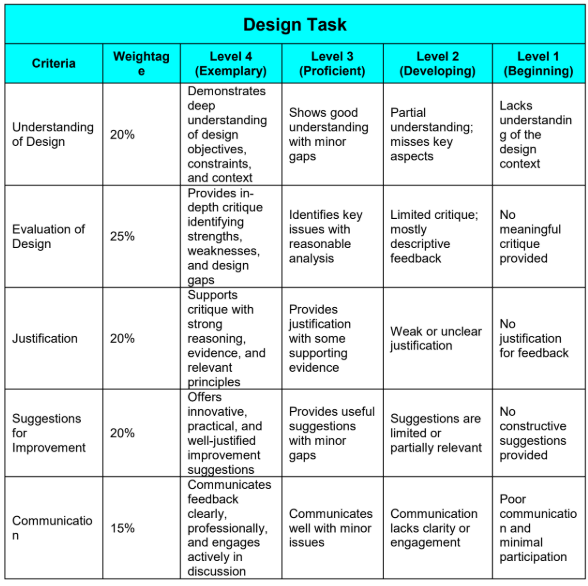 Design Task
Criteria
Weightag
e
Level 4
(Exemplary)
Level 3
(Proficient)
Level 2
(Developing)
Level 1
(Beginning)
Understanding
of Design
20%
Demonstrates
deep
understanding
of design
objectives,
constraints,
and context
Shows good
understanding
with minor
gaps
Partial
understanding;
misses key
aspects
Lacks
understandin
g of the
design
context
Evaluation of
Design
25%
Provides in-
depth critique
identifying
strengths,
weaknesses,
and design
gaps
Identifies key
issues with
reasonable
analysis
Limited critique;
mostly
descriptive
feedback
No
meaningful
critique
provided
Justification
20%
Supports
critique with
strong
reasoning,
evidence, and
relevant
principles
Provides
justification
with some
supporting
evidence
Weak or unclear
justification
No
justification
for feedback
Suggestions
for
Improvement
20%
Offers
innovative,
practical, and
well-justified
improvement
suggestions
Provides useful
suggestions
with minor
gaps
Suggestions are
limited or
partially relevant
No
constructive
suggestions
provided
Communicatio
n
15%
Communicates
feedback
clearly,
professionally,
and engages
actively in
discussion
Communicates
well with minor
issues
Communication
lacks clarity or
engagement
Poor
communicatio
n and
minimal
participation